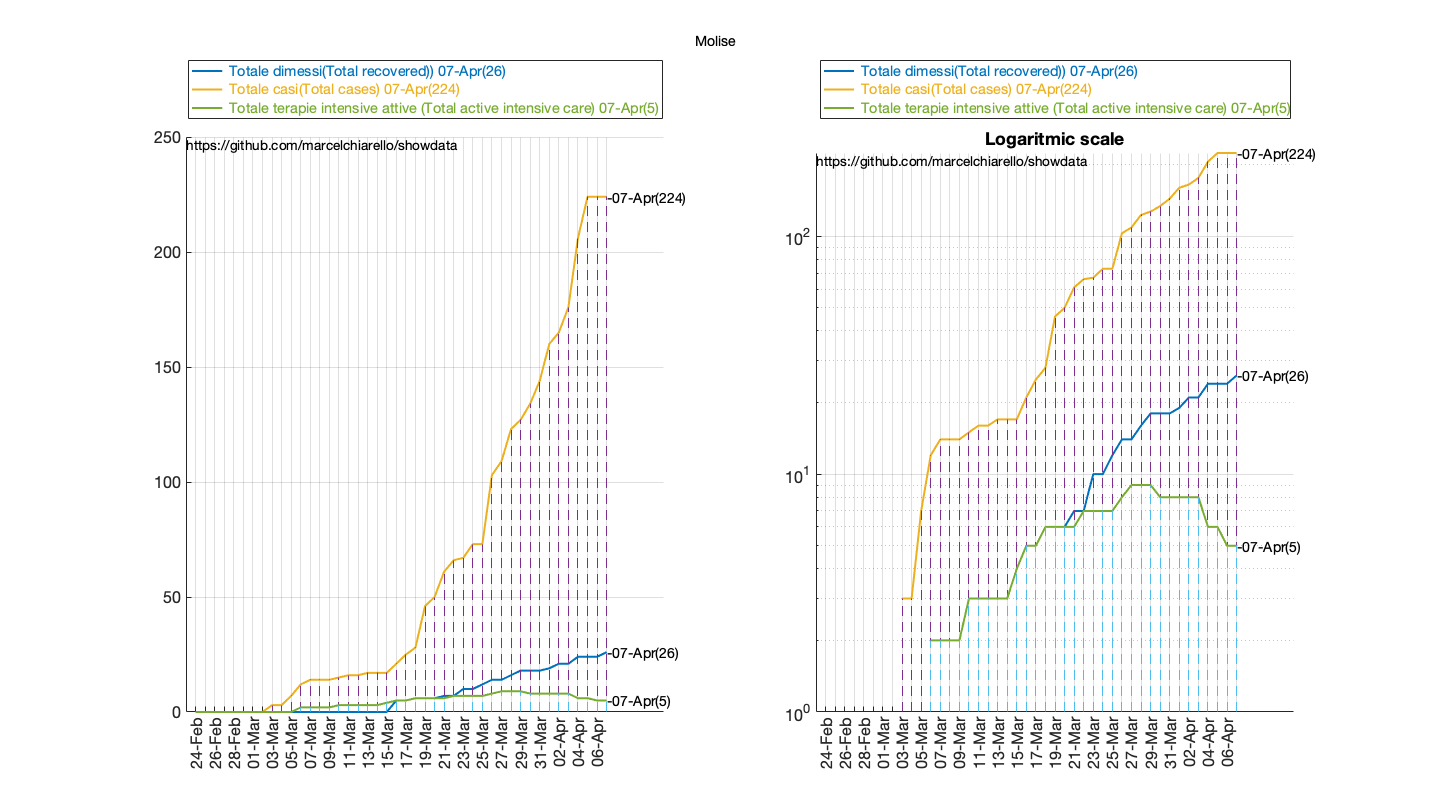 Molise
Totale dimessi(Total recovered)) 07-Apr(26)
Totale casi(Total cases) 07-Apr(224)
Totale terapie intensive attive (Total active intensive care) 07-Apr(5)
250
https://github.com/marcelchiarello/showdata
-07-Apr(224)
200
150
100
50
-07-Apr(26)
-07-Apr(5)
0
24-Feb
26-Feb
28-Feb
01-Mar
03-Mar
05-Mar
07-Mar
09-Mar
11-Mar
13-Mar
15-Mar
17-Mar
19-Mar
21-Mar
23-Mar
25-Mar
27-Mar
29-Mar
31-Mar
02-Apr
04-Apr
06-Apr
Totale dimessi(Total recovered)) 07-Apr(26)
Totale casi(Total cases) 07-Apr(224)
Totale terapie intensive attive (Total active intensive care) 07-Apr(5)
Logaritmic scale
https://github.com/marcelchiarello/showdata
-07-Apr(224)
10²
-07-Apr(26)
10¹
-07-Apr(5)
10⁰
24-Feb
26-Feb
28-Feb
01-Mar
03-Mar
05-Mar
07-Mar
09-Mar
11-Mar
13-Mar
15-Mar
17-Mar
19-Mar
21-Mar
23-Mar
25-Mar
27-Mar
29-Mar
31-Mar
02-Apr
04-Apr
06-Apr